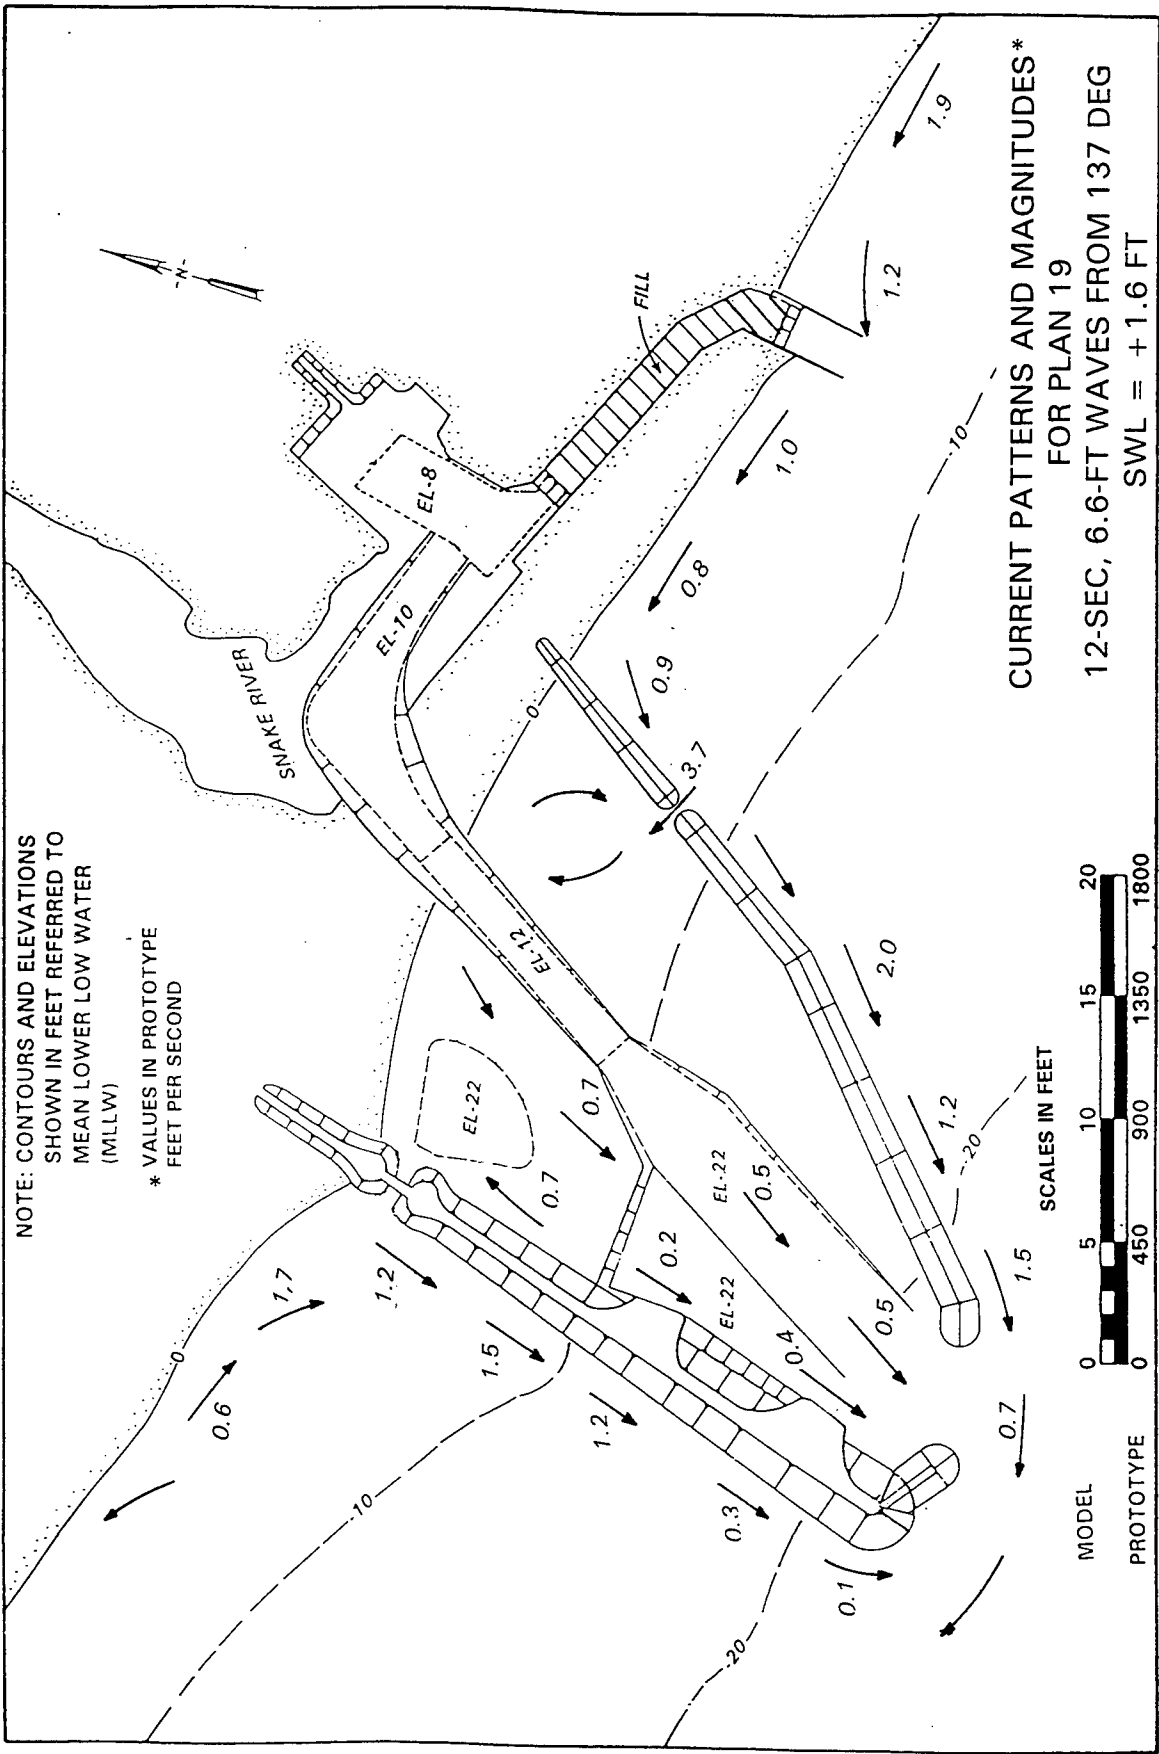 NOTE: CONTOURS AND ELEVATIONS
SHOWN IN FEET REFERRED TO
MEAN LOWER LOW WATER
(MLLW)
* VALUES IN PROTOTYPE
FEET PER SECOND
SNAKE RIVER
-N-
EL-8
EL-10
FILL
EL-12
EL-22
EL-22
EL-22
0
0
-10
-10
-20
-20
0.6
1.7
1.2
1.5
1.2
0.3
0.1
0.7
0.7
0.2
0.4
0.5
0.5
3.7
0.9
0.8
1.0
1.2
1.9
2.0
1.2
1.5
0.7
SCALES IN FEET
MODEL 0 5 10 15 20
PROTOTYPE 0 450 900 1350 1800
CURRENT PATTERNS AND MAGNITUDES*
FOR PLAN 19
12-SEC, 6.6-FT WAVES FROM 137 DEG
SWL = +1.6 FT